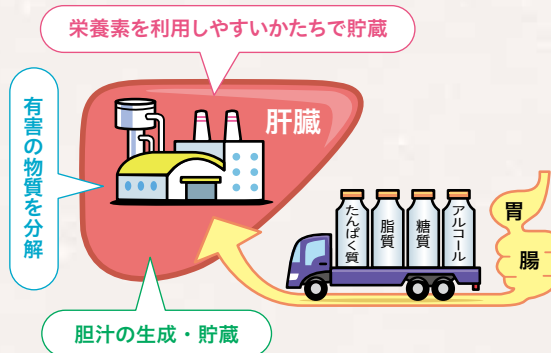 栄養素を利用しやすいかたちで貯蔵
有害の物質を分解
肝臓
たんぱく質
脂質
糖質
アルコール
胃
腸
胆汁の生成・貯蔵